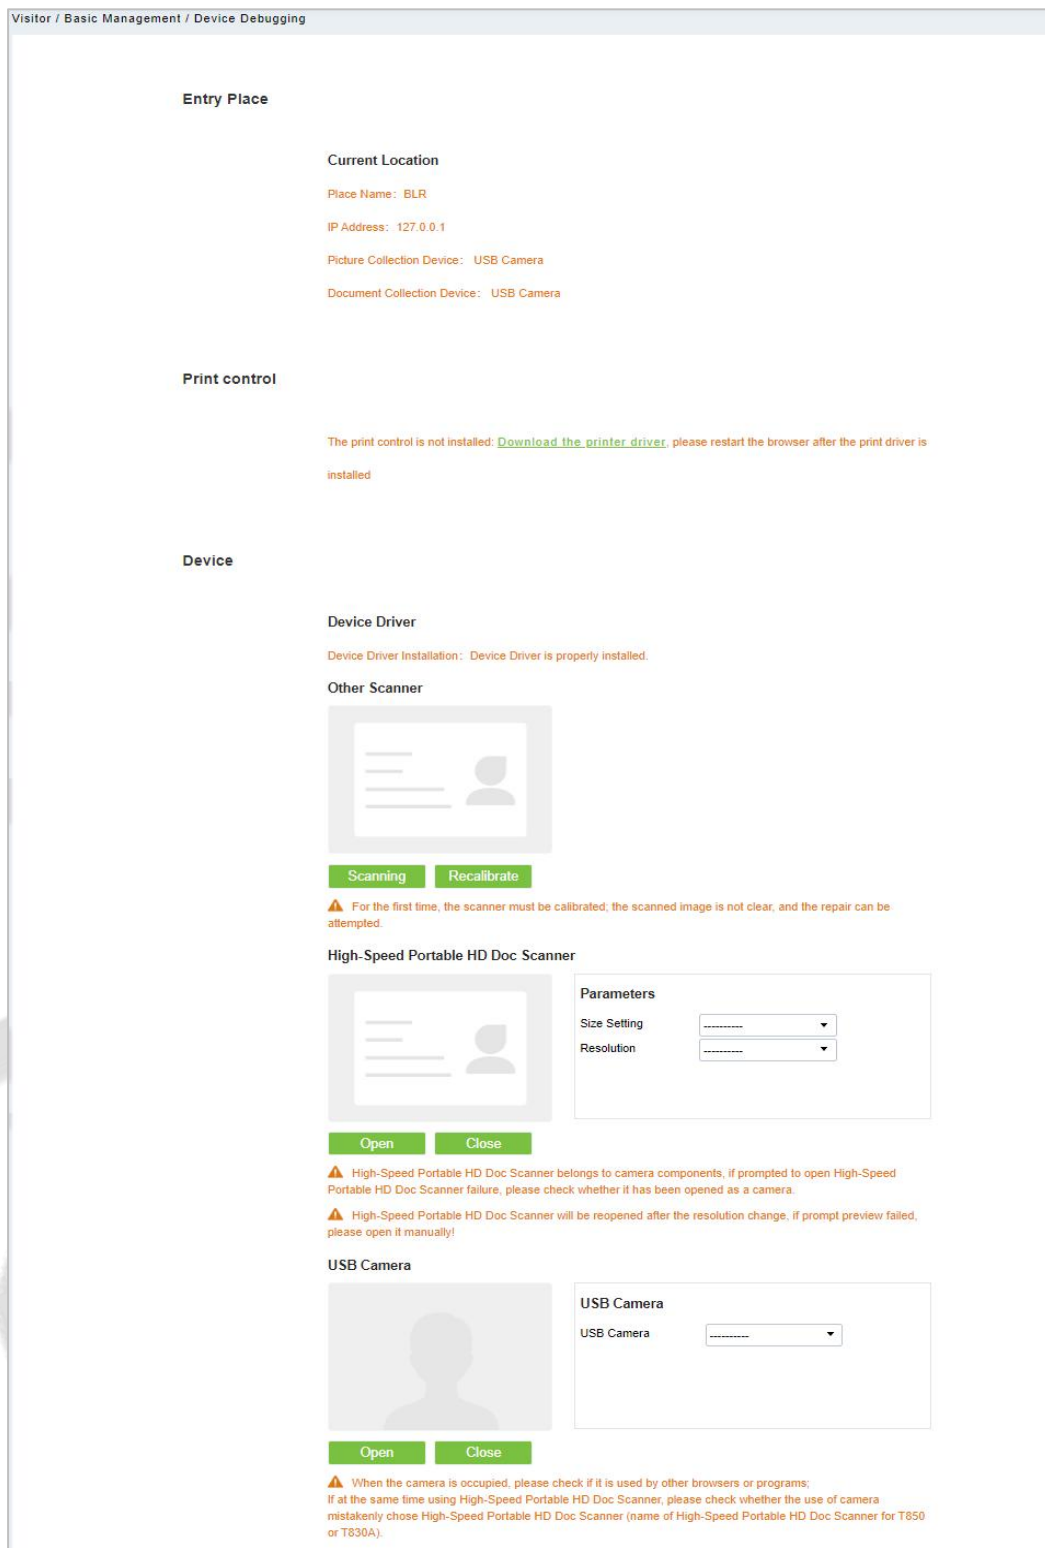 Visitor / Basic Management / Device Debugging
Entry Place
Current Location
Place Name: BLR
IP Address: 127.0.0.1
Picture Collection Device: USB Camera
Document Collection Device: USB Camera
Print control
The print control is not installed: Download the printer driver, please restart the browser after the print driver is
installed
Device
Device Driver
Device Driver Installation: Device Driver is properly installed.
Other Scanner
Scanning Recalibrate
For the first time, the scanner must be calibrated; the scanned image is not clear, and the repair can be
attempted.
High-Speed Portable HD Doc Scanner
Parameters
Size Setting ----------
Resolution ----------
Open Close
High-Speed Portable HD Doc Scanner belongs to camera components, if prompted to open High-Speed
Portable HD Doc Scanner failure, please check whether it has been opened as a camera.
High-Speed Portable HD Doc Scanner will be reopened after the resolution change, if prompt preview failed,
please open it manually!
USB Camera
USB Camera
USB Camera ----------
Open Close
When the camera is occupied, please check if it is used by other browsers or programs;
If at the same time using High-Speed Portable HD Doc Scanner, please check whether the use of camera
mistakenly chose High-Speed Portable HD Doc Scanner (name of High-Speed Portable HD Doc Scanner for T850
or T830A).